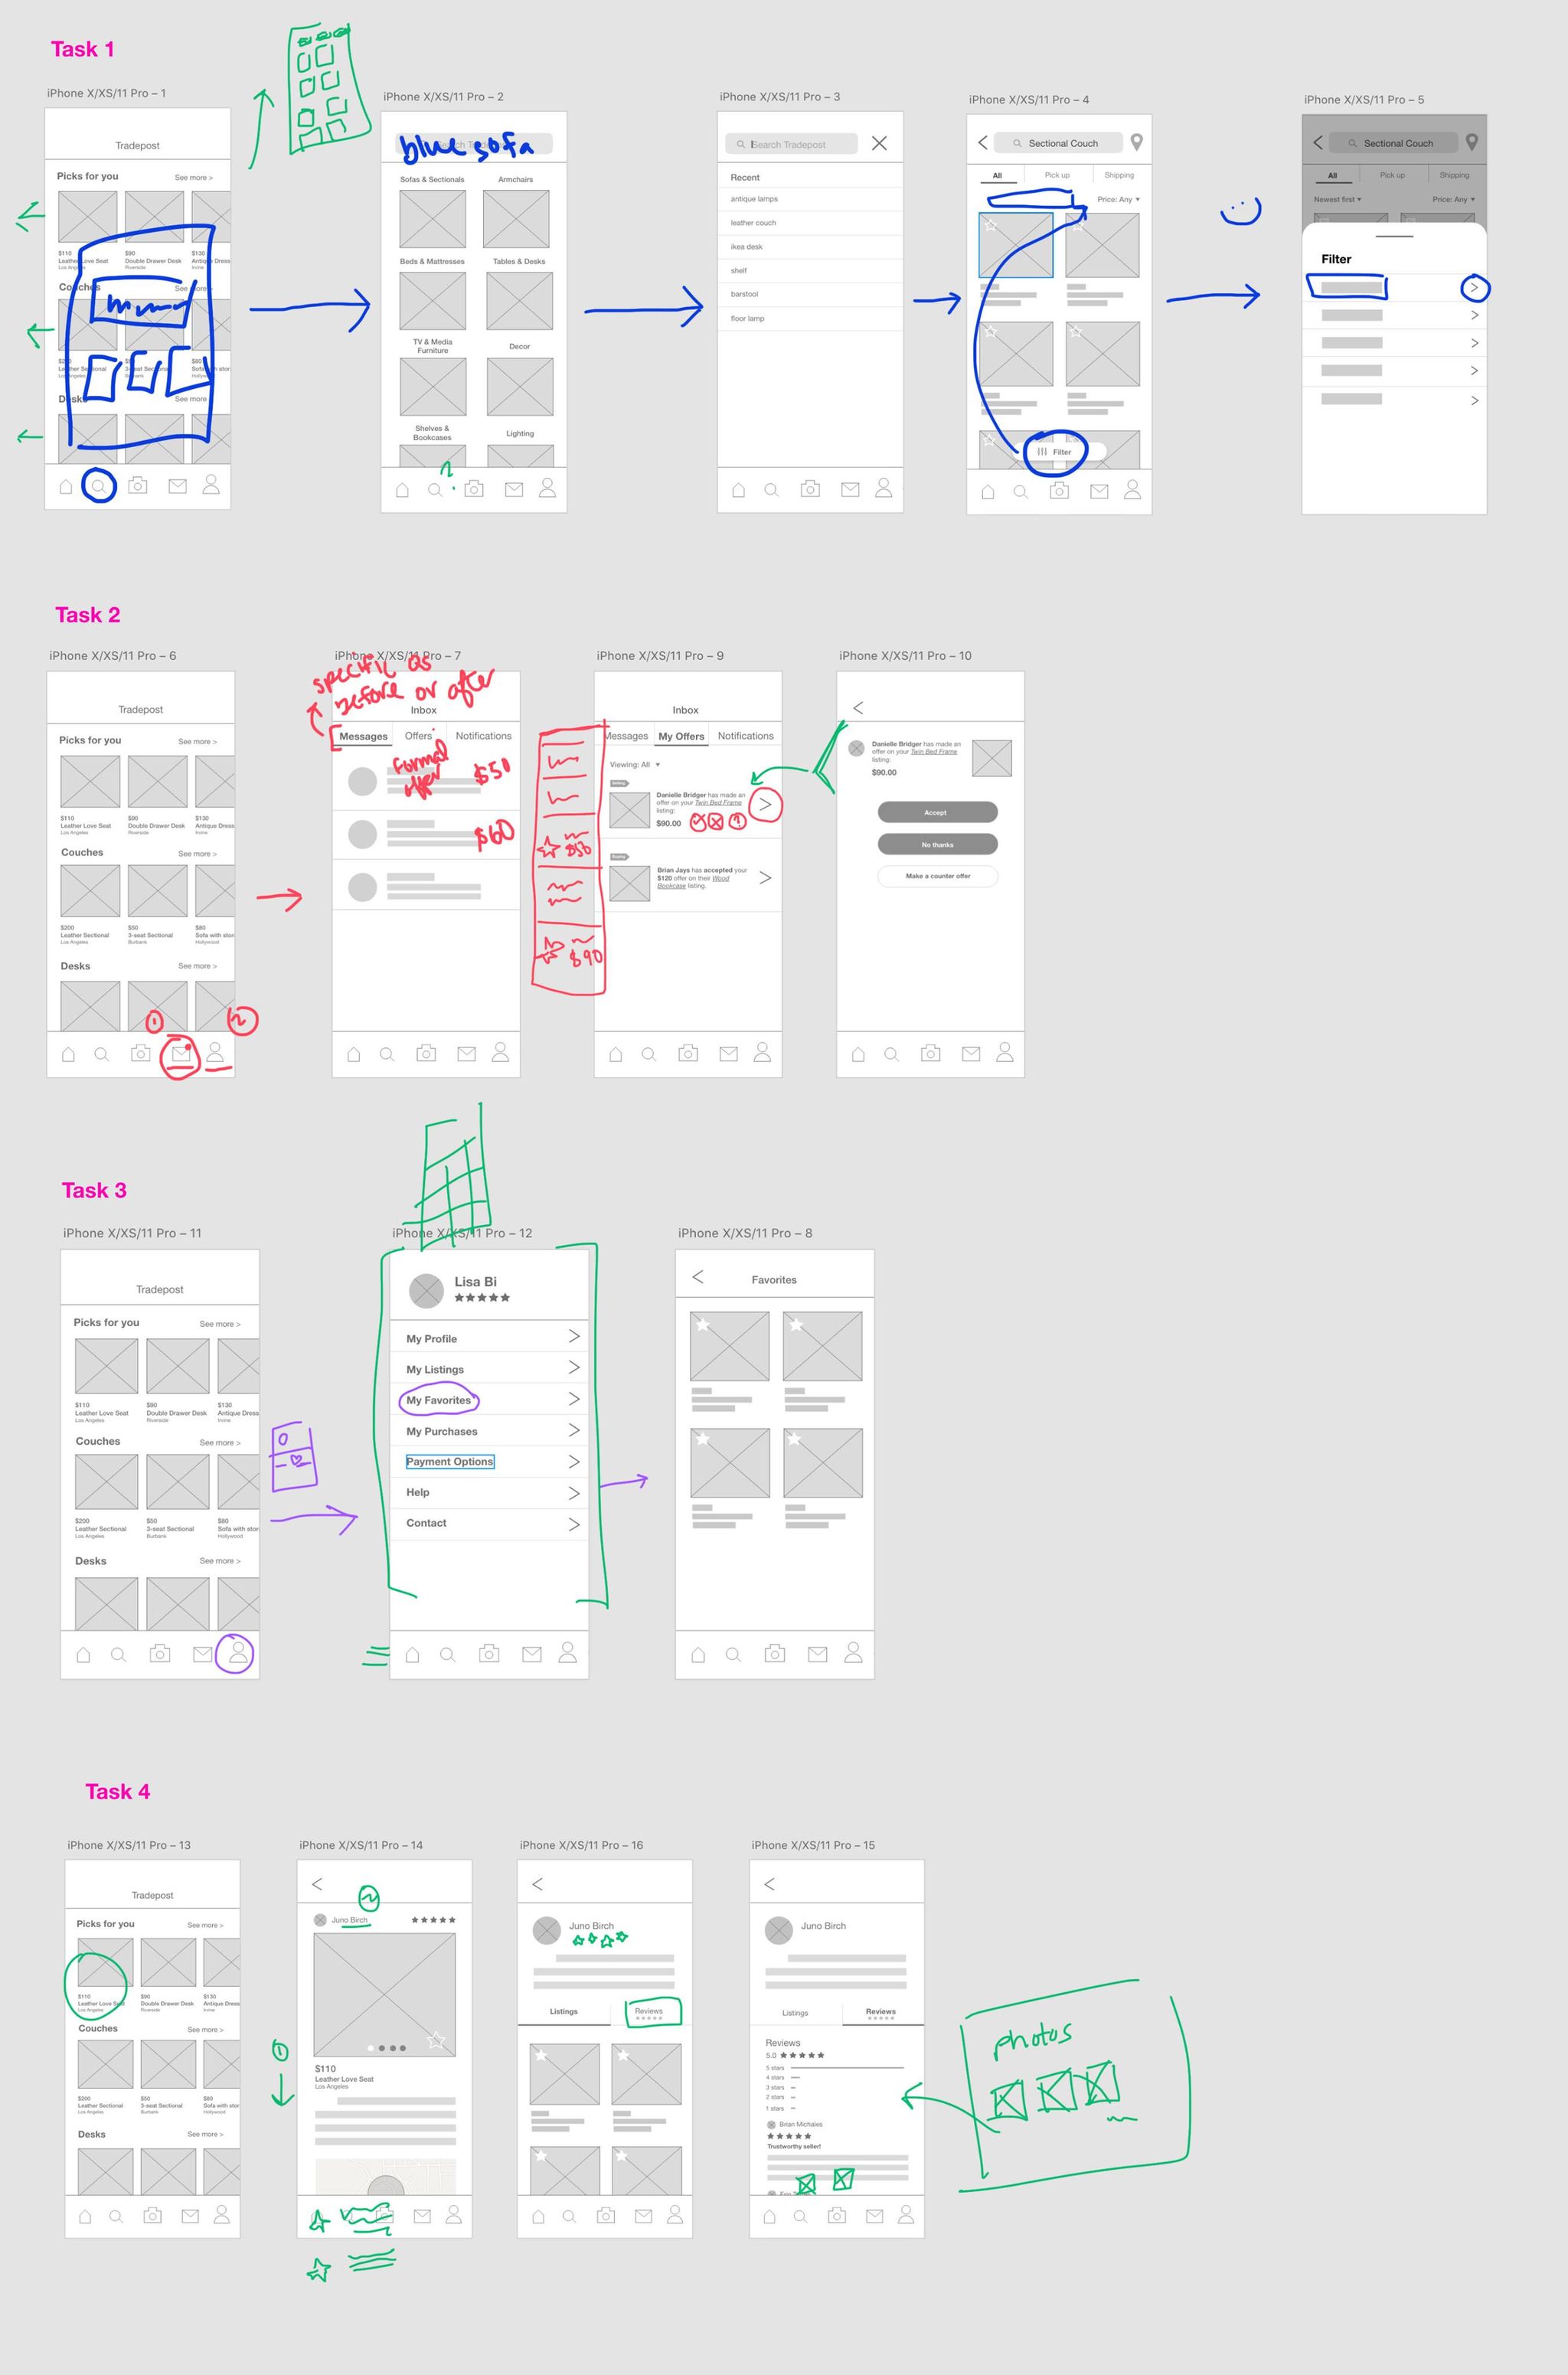 Task 1
iPhone X/XS/11 Pro – 1
Tradepost
Picks for you
See more >
$110
Leather Love Seat
Los Angeles
$90
Double Drawer Desk
Riverside
$130
Antique Dress
Irvine
Couches
See more
Leather Sectional
Los Angeles
3-seat Sectional
Burbank
$80
Sofa with stor
Hollywood
Desks
See more
iPhone X/XS/11 Pro – 2
blue sofa
Sofas & Sectionals
Armchairs
Beds & Mattresses
Tables & Desks
TV & Media
Furniture
Decor
Shelves &
Bookcases
Lighting
?
iPhone X/XS/11 Pro – 3
Search Tradepost
Recent
antique lamps
leather couch
ikea desk
shelf
barstool
floor lamp
iPhone X/XS/11 Pro – 4
Sectional Couch
All
Pick up
Shipping
Price: Any
Filter
iPhone X/XS/11 Pro – 5
Sectional Couch
All
Pick up
Shipping
Newest first
Price: Any
Filter
Task 2
iPhone X/XS/11 Pro – 6
Tradepost
Picks for you
See more >
$110
Leather Love Seat
Los Angeles
$90
Double Drawer Desk
Riverside
$130
Antique Dress
Irvine
Couches
See more >
$200
Leather Sectional
Los Angeles
$50
3-seat Sectional
Burbank
$80
Sofa with stor
Hollywood
Desks
See more >
1
2
iPhone X/XS/11 Pro – 7
specific Qs
before or after
Inbox
Messages
Offers
Notifications
formal
offer
$50
$60
iPhone X/XS/11 Pro – 9
Inbox
Messages
My Offers
Notifications
Viewing: All
Danielle Bridger has made an
offer on your Twin Bed Frame
listing:
$90.00
Brian Jays has accepted your
$120 offer on their Wood
Bookcase listing.
$50
$90
iPhone X/XS/11 Pro – 10
Danielle Bridger has made an
offer on your Twin Bed Frame
listing:
$90.00
Accept
No thanks
Make a counter offer
Task 3
iPhone X/XS/11 Pro – 11
Tradepost
Picks for you
See more >
$110
Leather Love Seat
Los Angeles
$90
Double Drawer Desk
Riverside
$130
Antique Dress
Irvine
Couches
See more >
$200
Leather Sectional
Los Angeles
$50
3-seat Sectional
Burbank
$80
Sofa with stor
Hollywood
Desks
See more >
iPhone X/XS/11 Pro – 12
Lisa Bi
My Profile
My Listings
My Favorites
My Purchases
Payment Options
Help
Contact
iPhone X/XS/11 Pro – 8
Favorites
Task 4
iPhone X/XS/11 Pro – 13
Tradepost
Picks for you
See more >
$110
Leather Love Seat
Los Angeles
$90
Double Drawer Desk
Riverside
$130
Antique Dress
Irvine
Couches
See more >
$200
Leather Sectional
Los Angeles
$50
3-seat Sectional
Burbank
$80
Sofa with stor
Hollywood
Desks
See more >
iPhone X/XS/11 Pro – 14
2
Juno Birch
1
$110
Leather Love Seat
Los Angeles
iPhone X/XS/11 Pro – 16
Juno Birch
Listings
Reviews
iPhone X/XS/11 Pro – 15
Juno Birch
Listings
Reviews
Reviews
5.0
5 stars
4 stars
3 stars
2 stars
1 stars
Brian Michales
Trustworthy seller!
photos